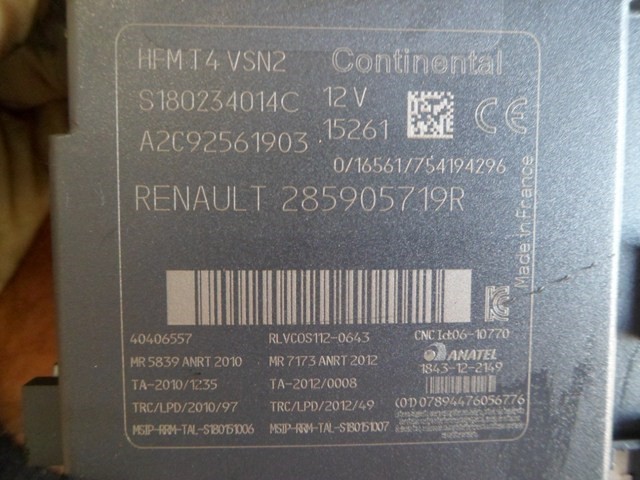 HFM T4 VSN2 Continental
S180234014C 12 V
A2C92561903 15261
0/16561/754194296
RENAULT 285905719R
Made in France
40406557 RLVCOS112-0643 CNC Id:06-10770
MR 5839 ANRT 2010 MR 7173 ANRT 2012 ANATEL
1843-12-2149
TA-2010/1235 TA-2012/0008
TRC/LPD/2010/97 TRC/LPD/2012/49 (01) 07894476056776
MSIP-RRM-TAL-S180151006 MSIP-RRM-TAL-S180151007